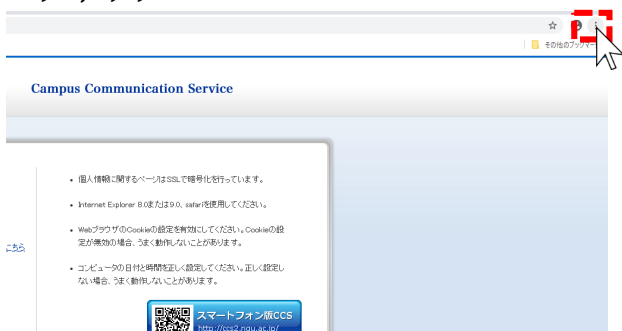 その他のブックマーク
Campus Communication Service
• 個人情報に関するページはSSLで暗号化を行っています。
• Internet Explorer 8.0または9.0、safariを使用してください。
• WebブラウザのCookieの設定を有効にしてください。Cookieの設
定が無効の場合、うまく動作しないことがあります。
こちら
• コンピュータの日付と時間を正しく設定してください。正しく設定し
ない場合、うまく動作しないことがあります。
スマートフォン版CCS
http://ccs2.ngu.ac.jp/